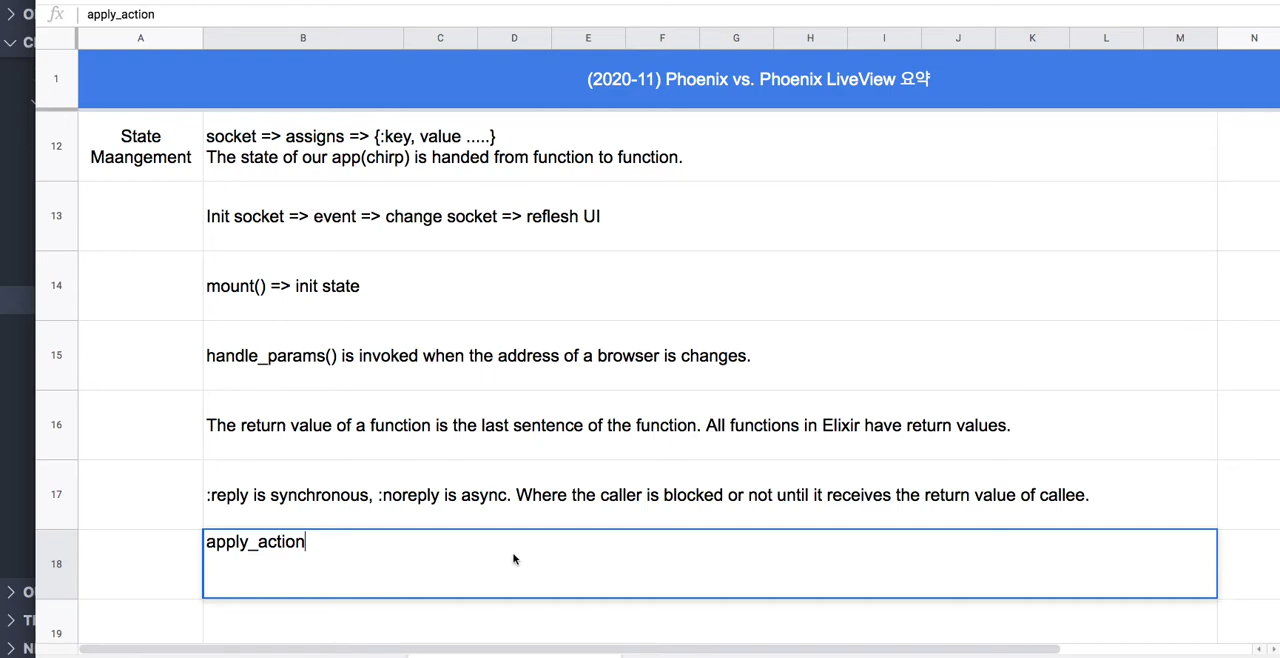 O
fx apply_action
C
A B C D E F G H I J K L M N
1 (2020-11) Phoenix vs. Phoenix LiveView 요약
12 State Maangement socket => assigns => {:key, value .....}
The state of our app(chirp) is handed from function to function.
13 Init socket => event => change socket => reflesh UI
14 mount() => init state
15 handle_params() is invoked when the address of a browser is changes.
16 The return value of a function is the last sentence of the function. All functions in Elixir have return values.
17 :reply is synchronous, :noreply is async. Where the caller is blocked or not until it receives the return value of callee.
18 apply_action
O
TI
19
N